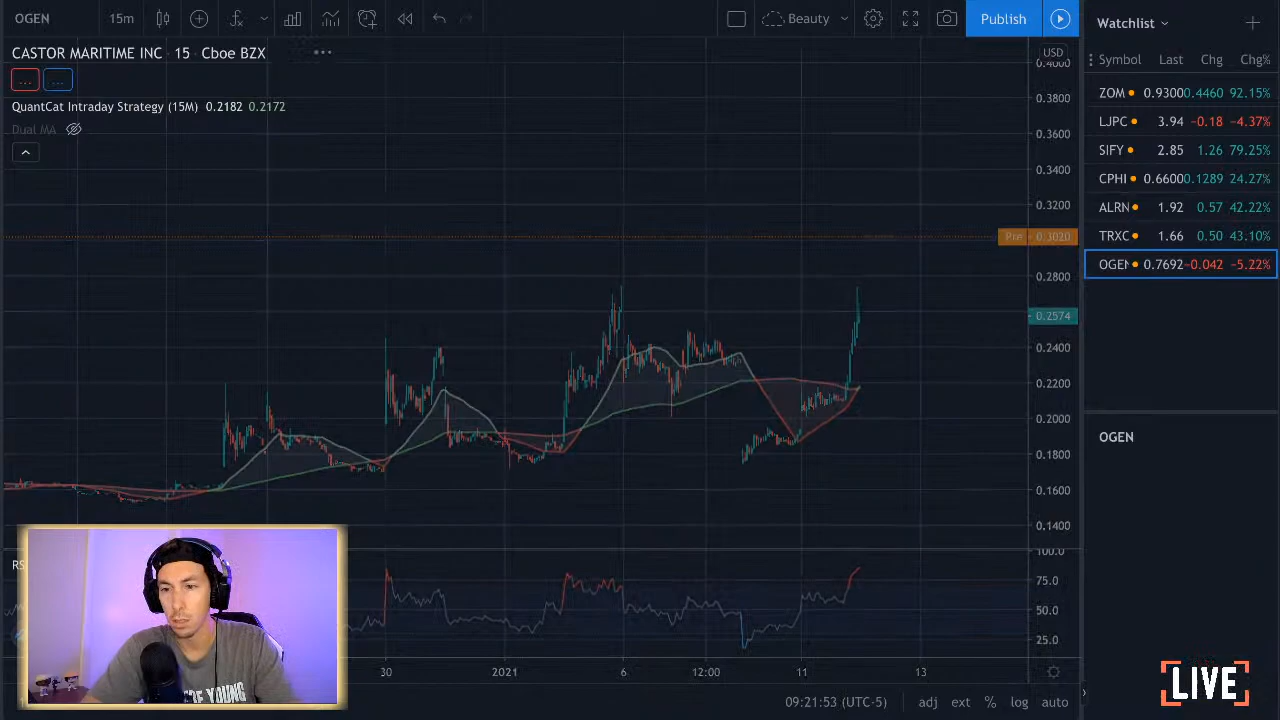 OGEN 15m Beauty Publish
CASTOR MARITIME INC · 15 · Cboe BZX
... ...
QuantCat Intraday Strategy (15M) 0.2182 0.2172
Dual MA
USD
0.4000
0.3800
0.3600
0.3400
0.3200
Pre 0.3020
0.2800
0.2574
0.2400
0.2200
0.2000
0.1800
0.1600
0.1400
RS
100.0
75.0
50.0
25.0
30 2021 6 12:00 11 13
09:21:53 (UTC-5) adj ext % log auto
Watchlist
Symbol Last Chg Chg%
ZOM 0.9300 0.4460 92.15%
LJPC 3.94 −0.18 −4.37%
SIFY 2.85 1.26 79.25%
CPHI 0.6600 0.1289 24.27%
ALRN 1.92 0.57 42.22%
TRXC 1.66 0.50 43.10%
OGEN 0.7692 −0.042 −5.22%
OGEN
LIVE